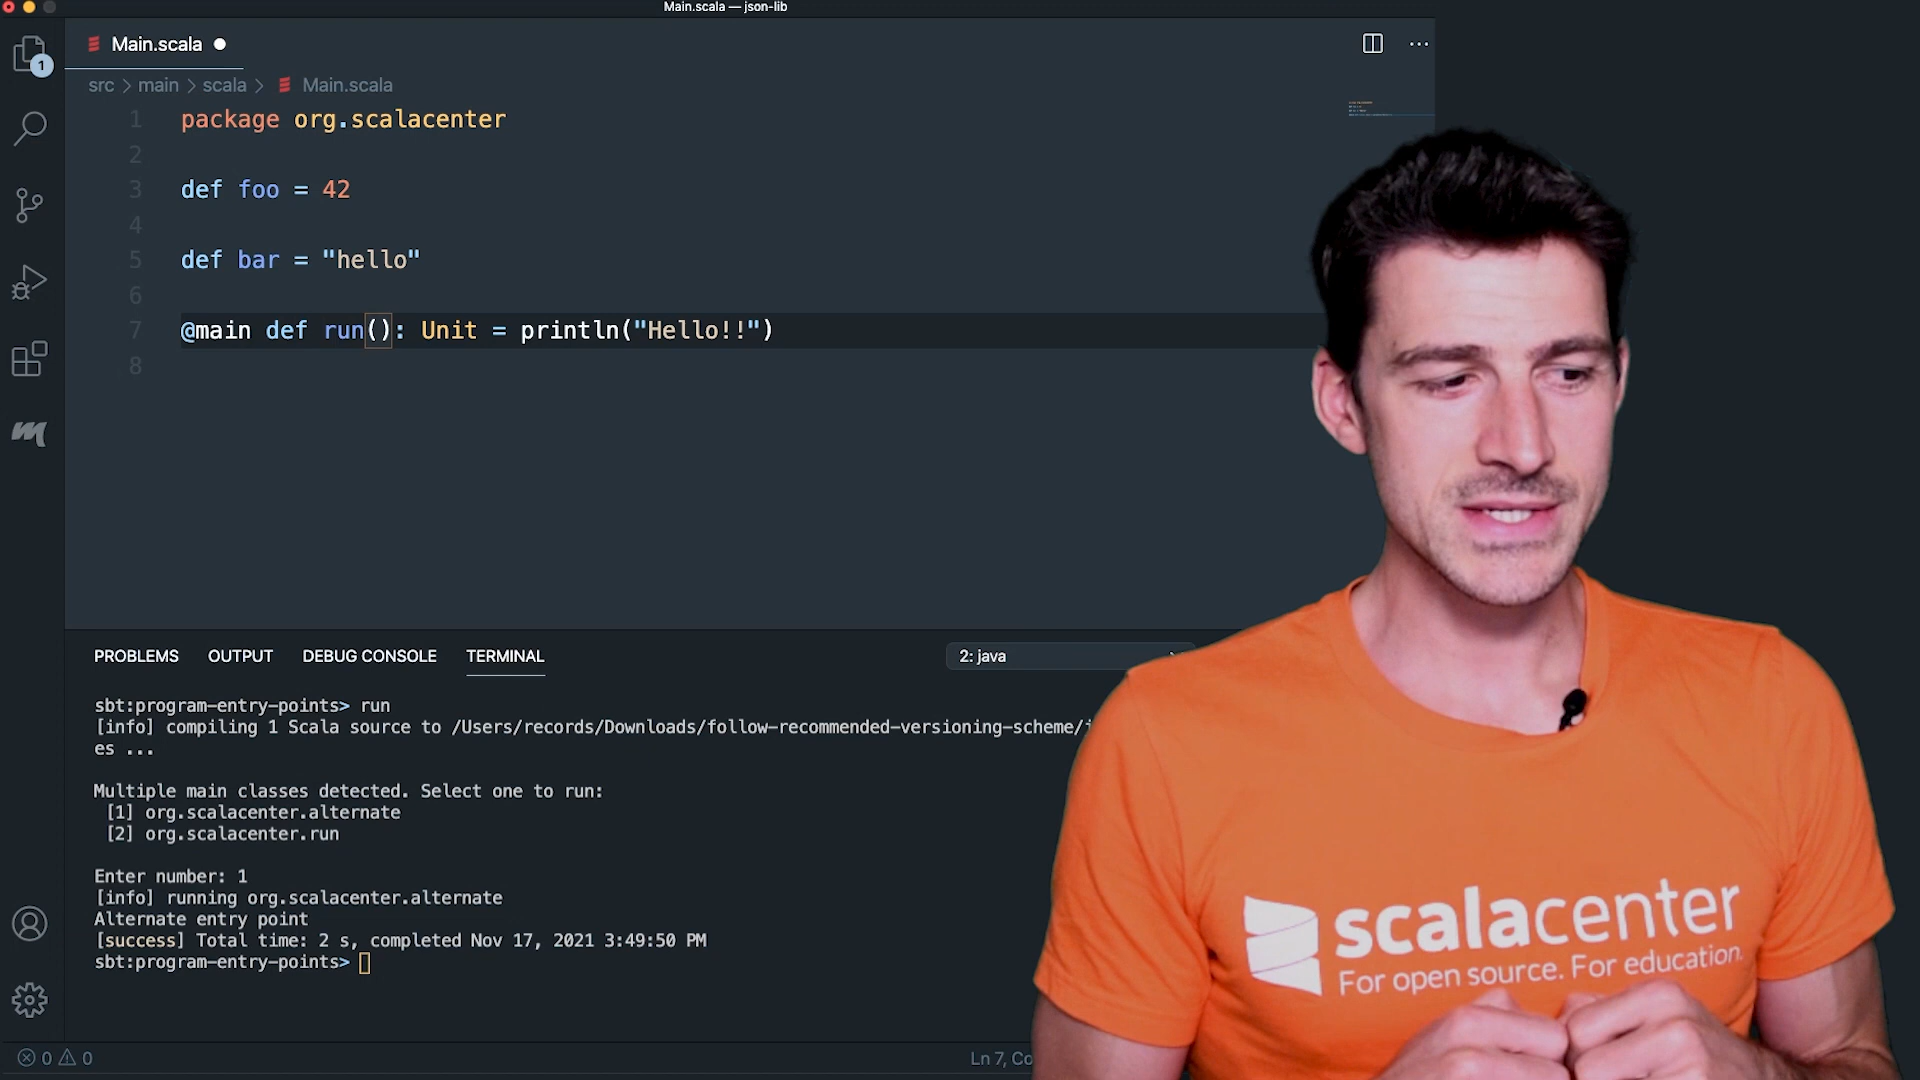 Main.scala — json-lib
Main.scala
1
src > main > scala > Main.scala
1 package org.scalacenter
2
3 def foo = 42
4
5 def bar = "hello"
6
7 @main def run(): Unit = println("Hello!!")
8
PROBLEMS OUTPUT DEBUG CONSOLE TERMINAL
2: java
sbt:program-entry-points> run
[info] compiling 1 Scala source to /Users/records/Downloads/follow-recommended-versioning-scheme/
es ...
Multiple main classes detected. Select one to run:
[1] org.scalacenter.alternate
[2] org.scalacenter.run
Enter number: 1
[info] running org.scalacenter.alternate
Alternate entry point
[success] Total time: 2 s, completed Nov 17, 2021 3:49:50 PM
sbt:program-entry-points>
0 0
Ln 7, Co
scalacenter
For open source. For education.